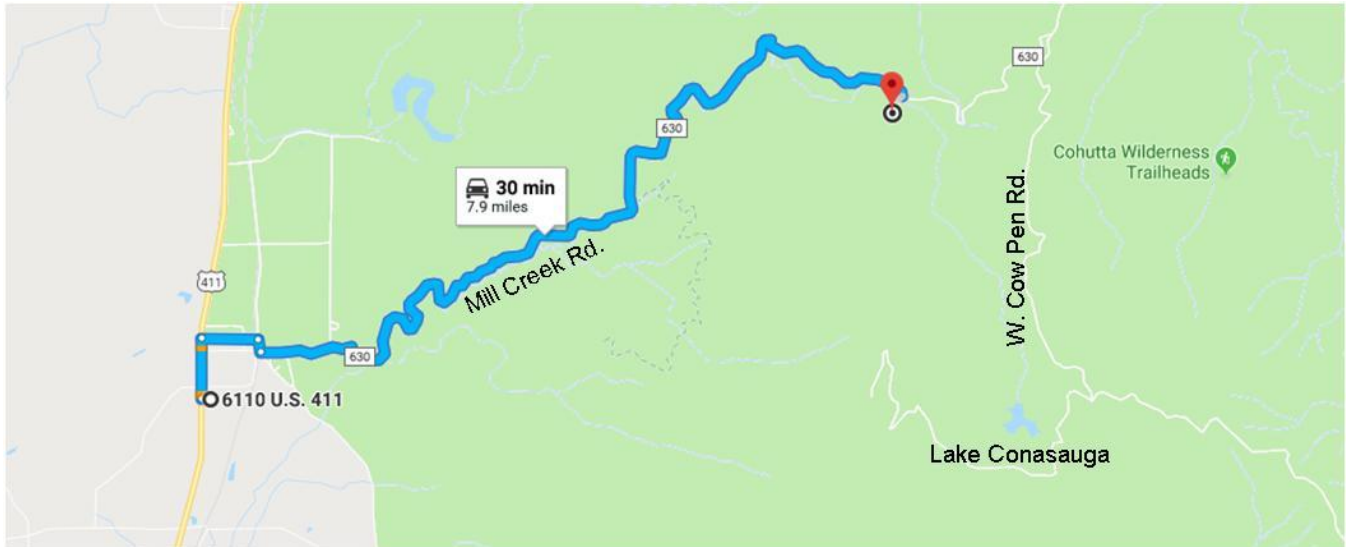 630
630
Cohutta Wilderness
Trailheads
30 min
7.9 miles
W. Cow Pen Rd.
Mill Creek Rd.
411
630
6110 U.S. 411
Lake Conasauga